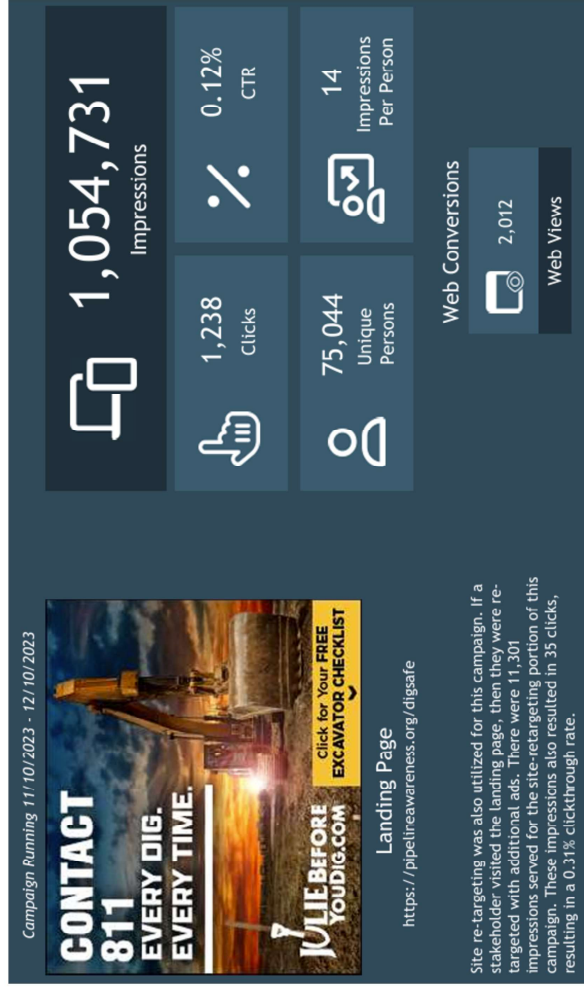 Campaign Running 11/10/2023 - 12/10/2023
CONTACT
811
EVERY DIG.
EVERY TIME.
JULIE BEFORE
YOUDIG.COM
Click for Your FREE
EXCAVATOR CHECKLIST
Landing Page
https://pipelineawareness.org/digsafe
Site re-targeting was also utilized for this campaign. If a
stakeholder visited the landing page, then they were re-
targeted with additional ads. There were 11,301
impressions served for the site-retargeting portion of this
campaign. These impressions also resulted in 35 clicks,
resulting in a 0.31% clickthrough rate.
1,054,731
Impressions
1,238
Clicks
0.12%
CTR
75,044
Unique
Persons
14
Impressions
Per Person
Web Conversions
2,012
Web Views